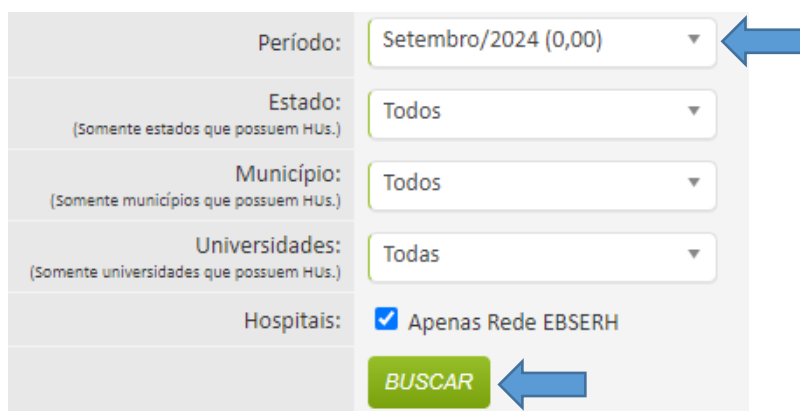 Período: Setembro/2024 (0,00)
Estado: Todos
(Somente estados que possuem HUs.)
Município: Todos
(Somente municípios que possuem HUs.)
Universidades: Todas
(Somente universidades que possuem HUs.)
Hospitais: Apenas Rede EBSERH
BUSCAR